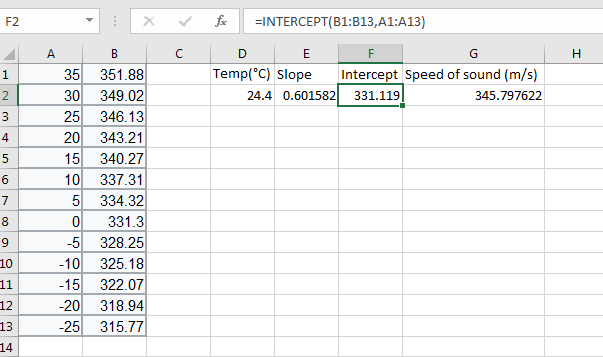 F2 fx =INTERCEPT(B1:B13,A1:A13)
A B C D E F G H
1 35 351.88 Temp(°C) Slope Intercept Speed of sound (m/s)
2 30 349.02 24.4 0.601582 331.119 345.797622
3 25 346.13
4 20 343.21
5 15 340.27
6 10 337.31
7 5 334.32
8 0 331.3
9 -5 328.25
10 -10 325.18
11 -15 322.07
12 -20 318.94
13 -25 315.77
14